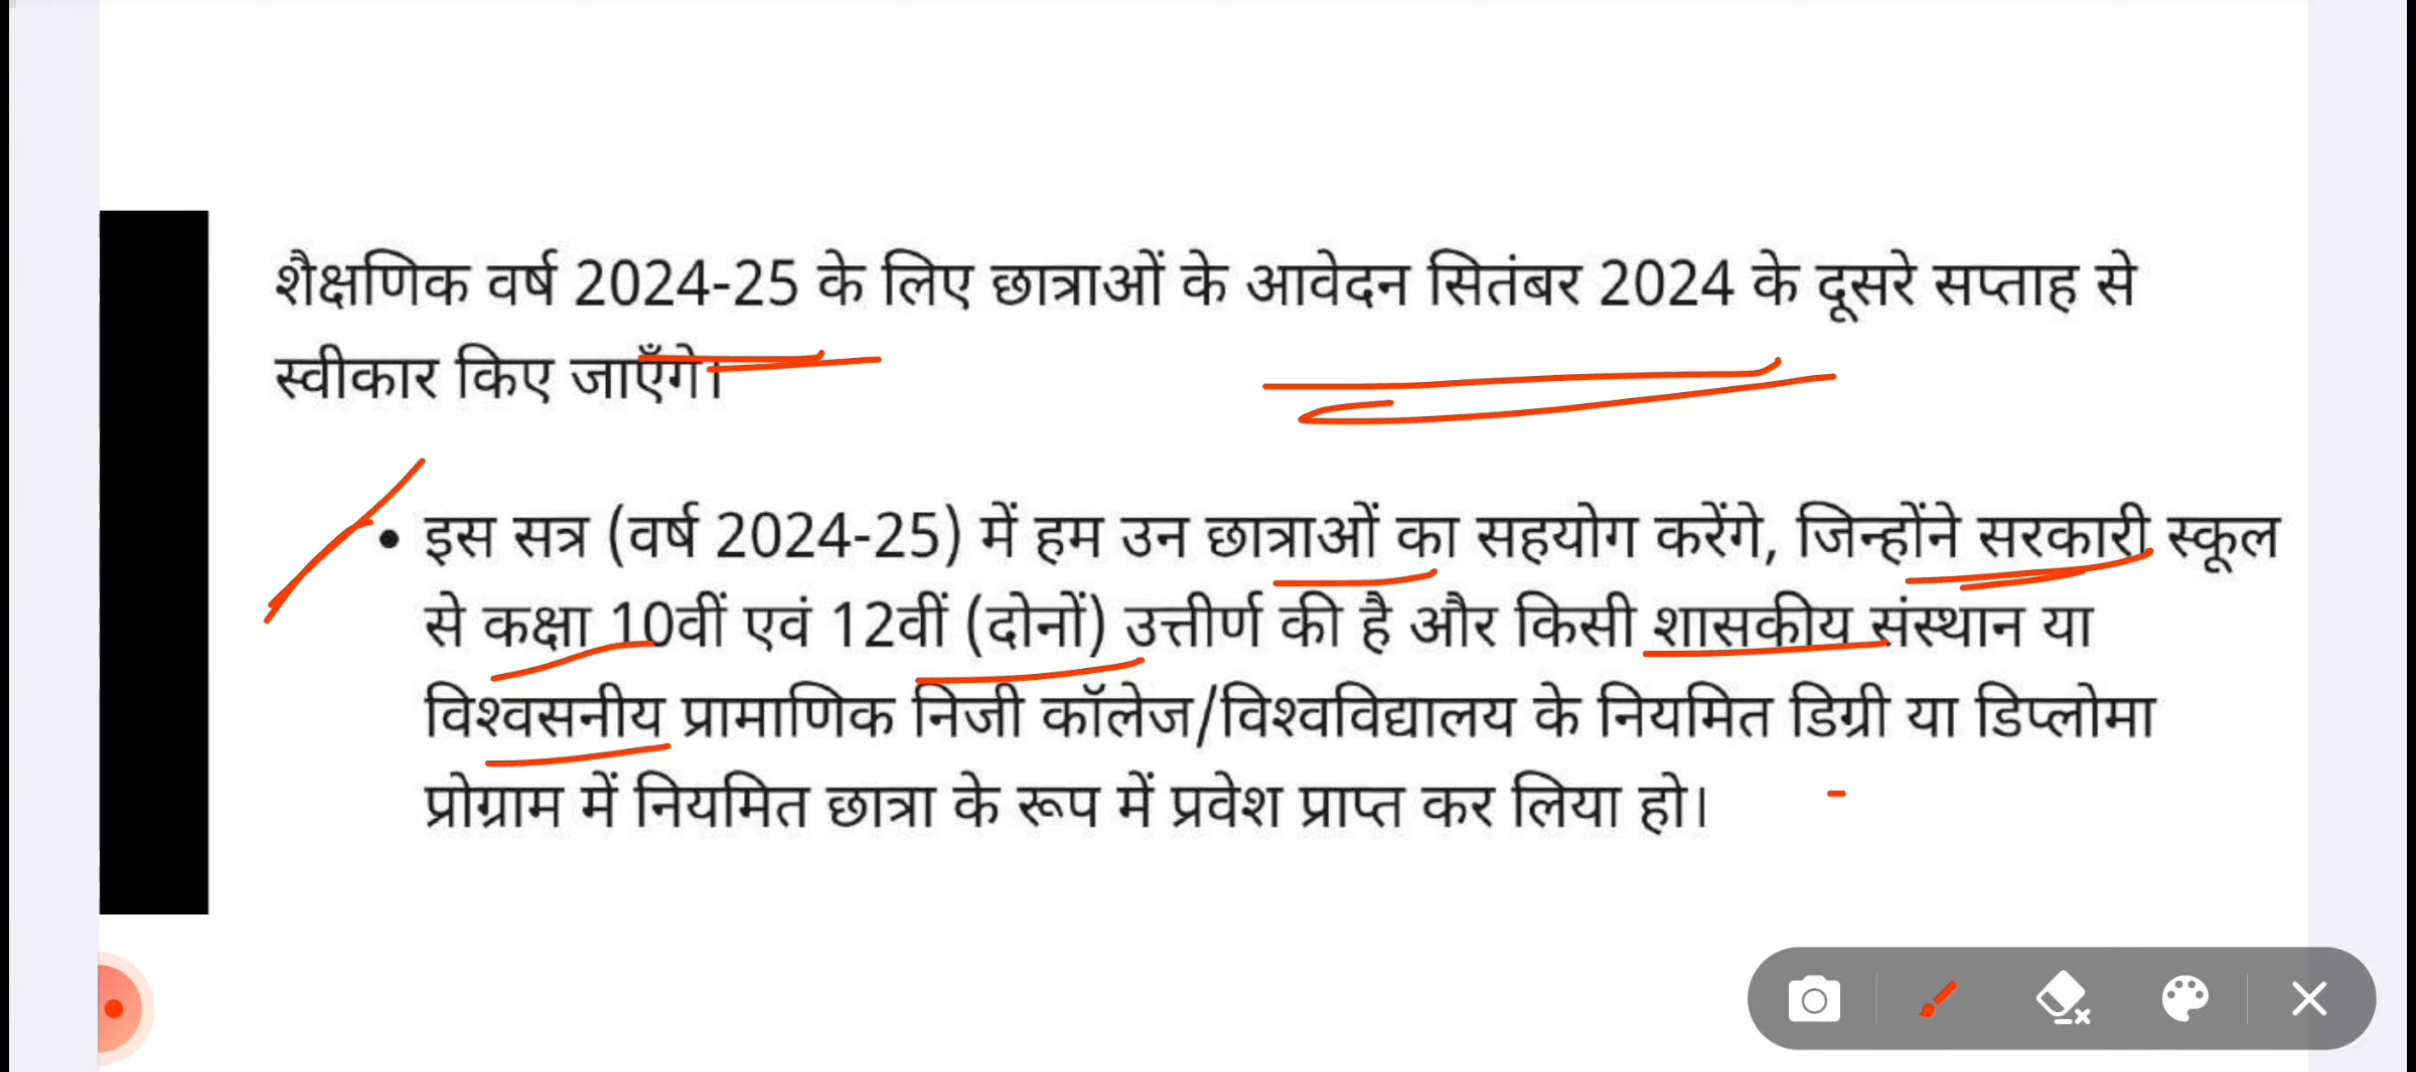 शैक्षणिक वर्ष 2024-25 के लिए छात्राओं के आवेदन सितंबर 2024 के दूसरे सप्ताह से
स्वीकार किए जाएँगे।
• इस सत्र (वर्ष 2024-25) में हम उन छात्राओं का सहयोग करेंगे, जिन्होंने सरकारी स्कूल
से कक्षा 10वीं एवं 12वीं (दोनों) उत्तीर्ण की है और किसी शासकीय संस्थान या
विश्वसनीय प्रामाणिक निजी कॉलेज/विश्वविद्यालय के नियमित डिग्री या डिप्लोमा
प्रोग्राम में नियमित छात्रा के रूप में प्रवेश प्राप्त कर लिया हो।